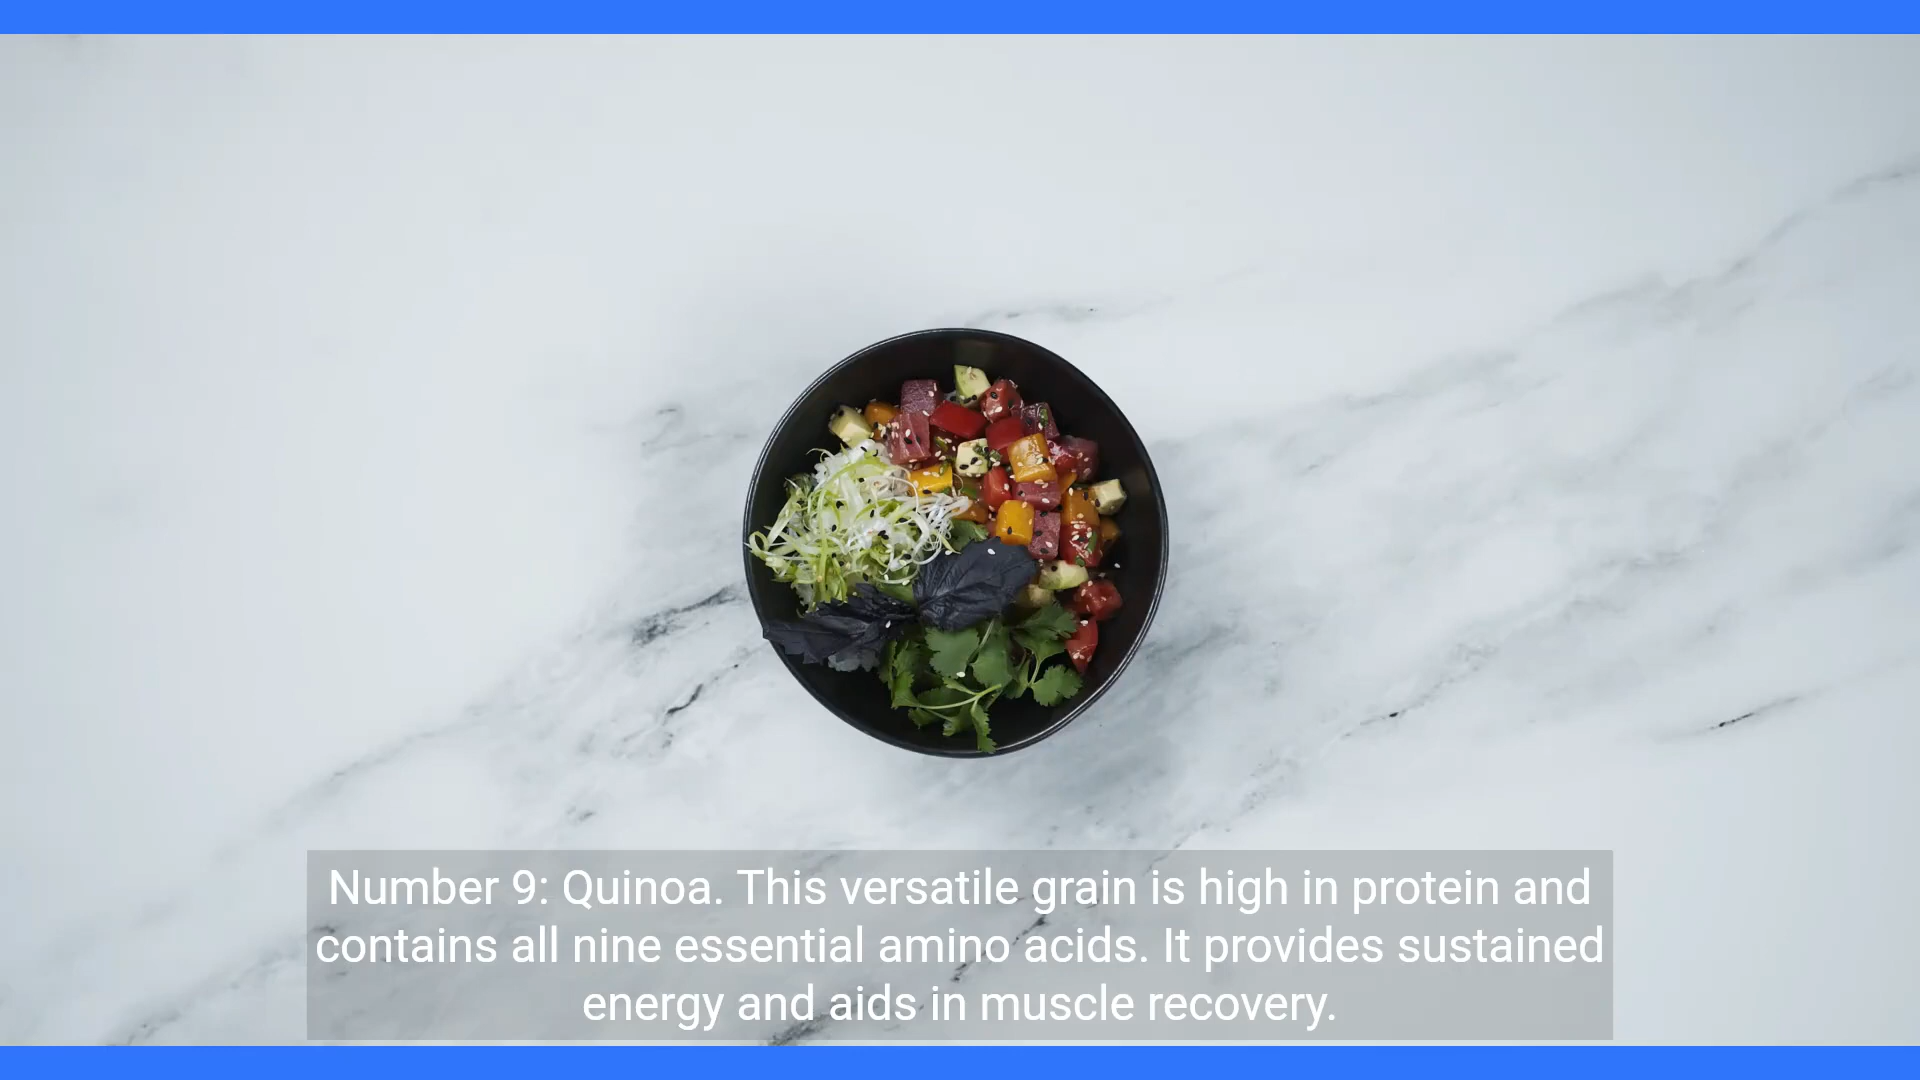 Number 9: Quinoa. This versatile grain is high in protein and
contains all nine essential amino acids. It provides sustained
energy and aids in muscle recovery.